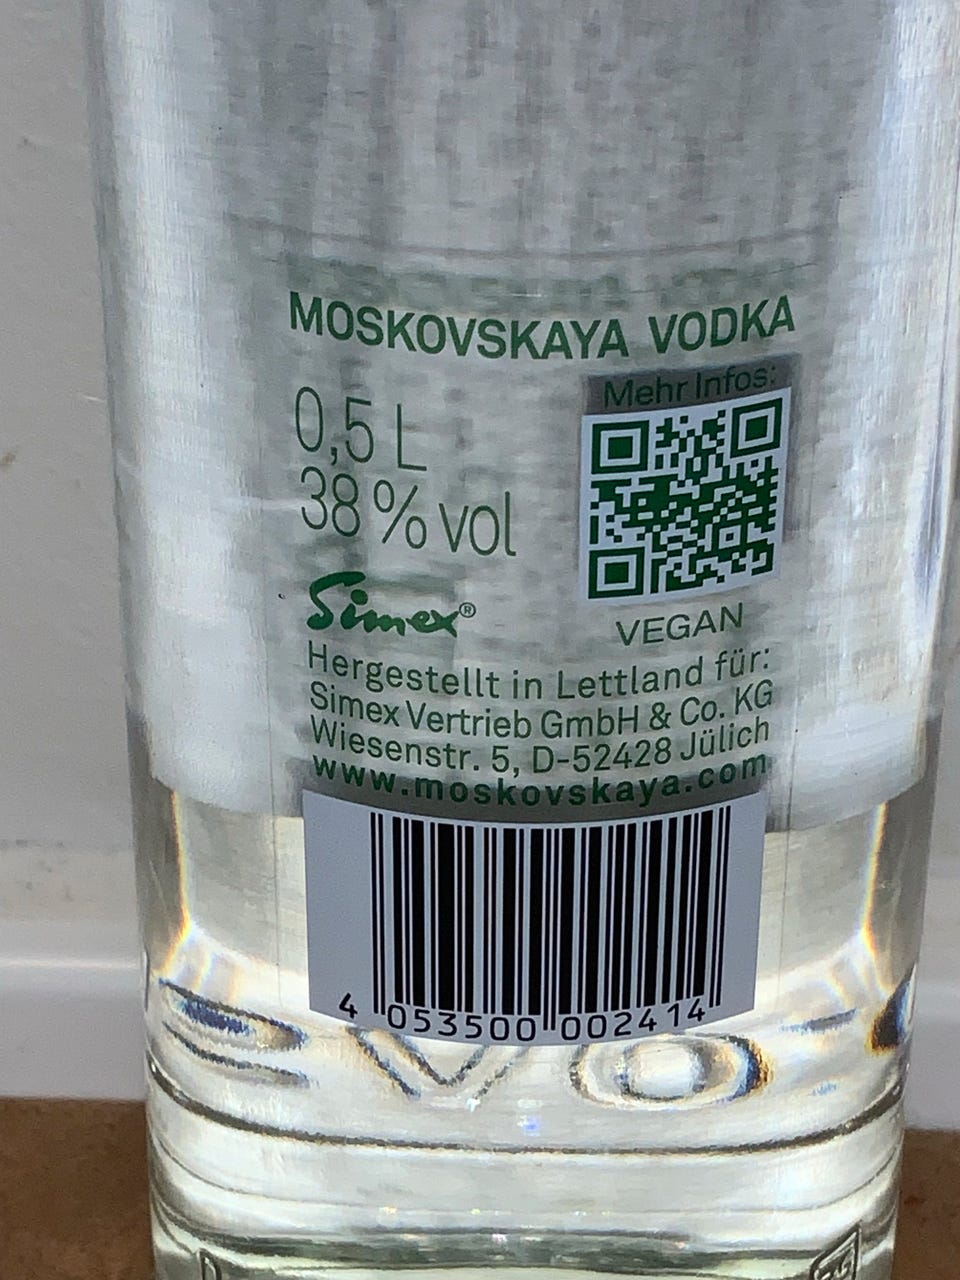 MOSKOVSKAYA VODKA
Mehr Infos:
0,5 L
38 % vol
VEGAN
Simex®
Hergestellt in Lettland für:
Simex Vertrieb GmbH & Co. KG
Wiesenstr. 5, D-52428 Jülich
www.moskovskaya.com
4 053500 002414